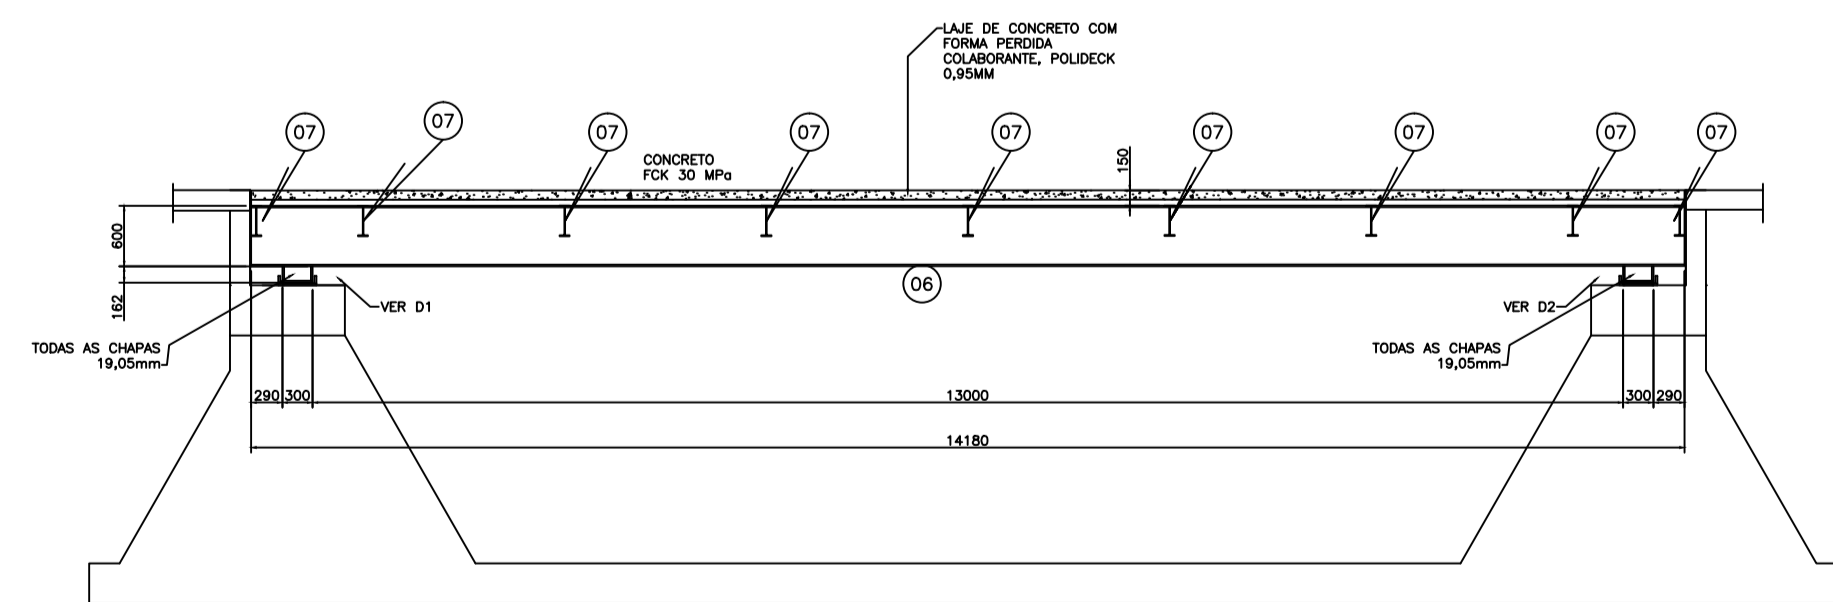 LAJE DE CONCRETO COM
FORMA PERDIDA
COLABORANTE, POLIDECK
0,95MM
07
07
07
07
07
07
07
07
07
CONCRETO
FCK 30 MPa
150
600
162
06
VER D1
VER D2
TODAS AS CHAPAS
19,05mm
TODAS AS CHAPAS
19,05mm
290
300
13000
300
290
14180